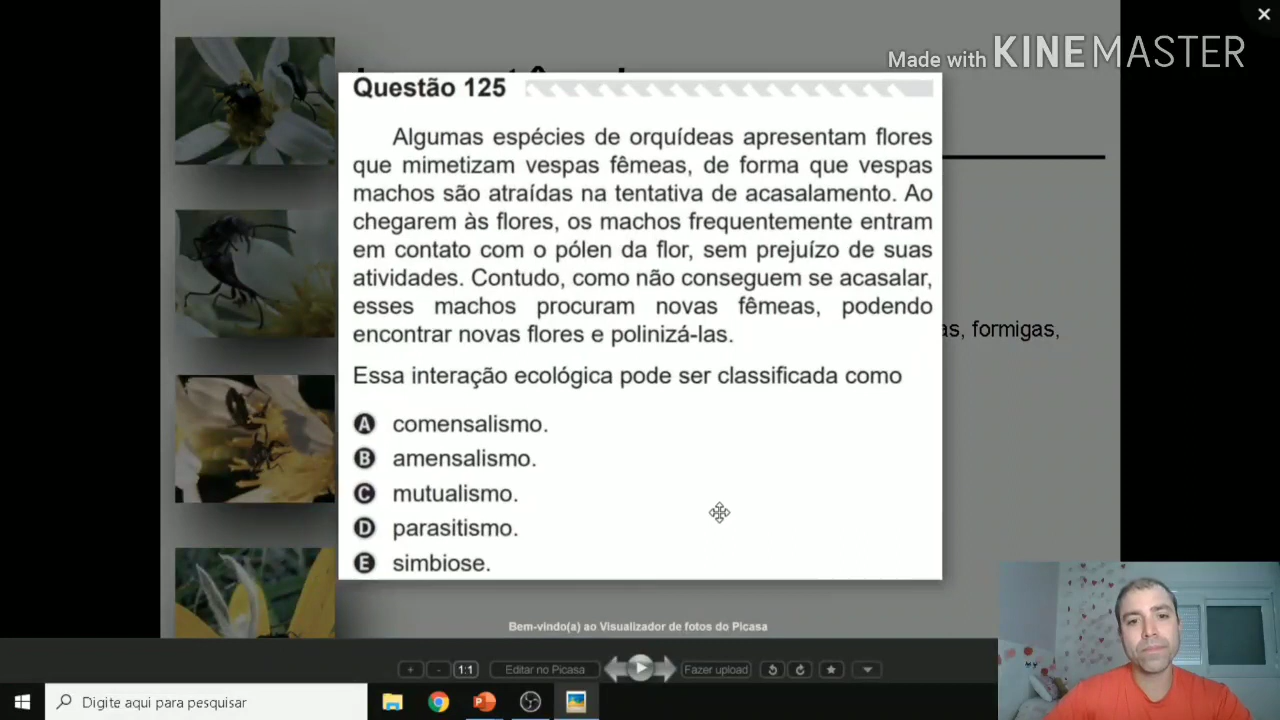 Made with KINEMASTER
Questão 125
Algumas espécies de orquídeas apresentam flores
que mimetizam vespas fêmeas, de forma que vespas
machos são atraídas na tentativa de acasalamento. Ao
chegarem às flores, os machos frequentemente entram
em contato com o pólen da flor, sem prejuízo de suas
atividades. Contudo, como não conseguem se acasalar,
esses machos procuram novas fêmeas, podendo
encontrar novas flores e polinizá-las.
as, formigas,
Essa interação ecológica pode ser classificada como
A comensalismo.
B amensalismo.
C mutualismo.
D parasitismo.
E simbiose.
Bem-vindo(a) ao Visualizador de fotos do Picasa
+ - 1:1 Editar no Picasa Fazer upload
Digite aqui para pesquisar